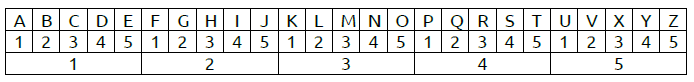 A B C D E F G H I J K L M N O P Q R S T U V X Y Z
1 2 3 4 5 1 2 3 4 5 1 2 3 4 5 1 2 3 4 5 1 2 3 4 5
1 2 3 4 5